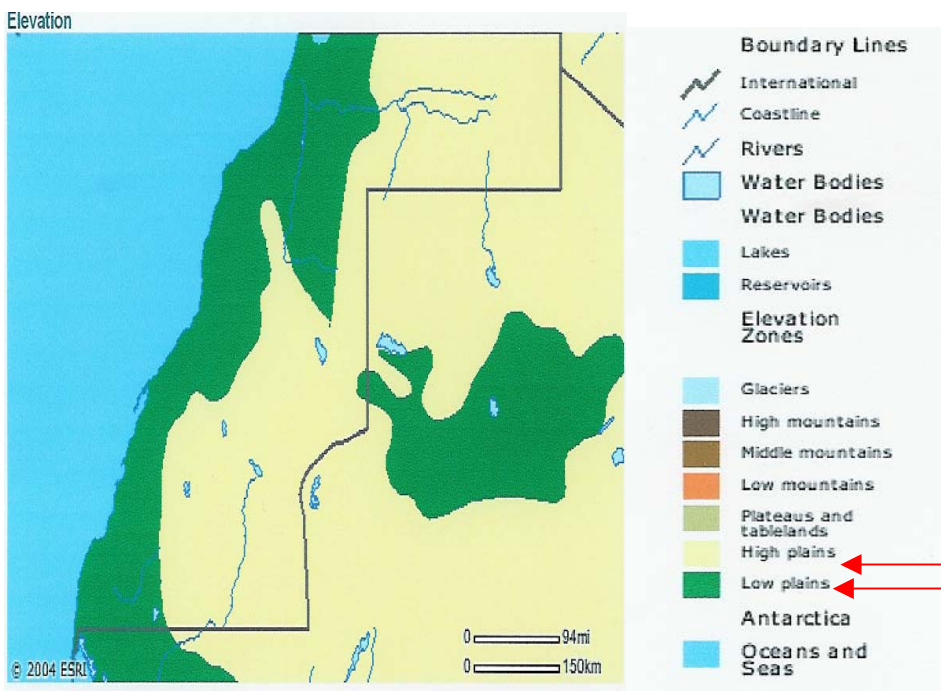 Elevation
Boundary Lines
International
Coastline
Rivers
Water Bodies
Water Bodies
Lakes
Reservoirs
Elevation
Zones
Glaciers
High mountains
Middle mountains
Low mountains
Plateaus and
tablelands
High plains
Low plains
Antarctica
Oceans and
Seas
0 94mi
0 150km
© 2004 ESRI